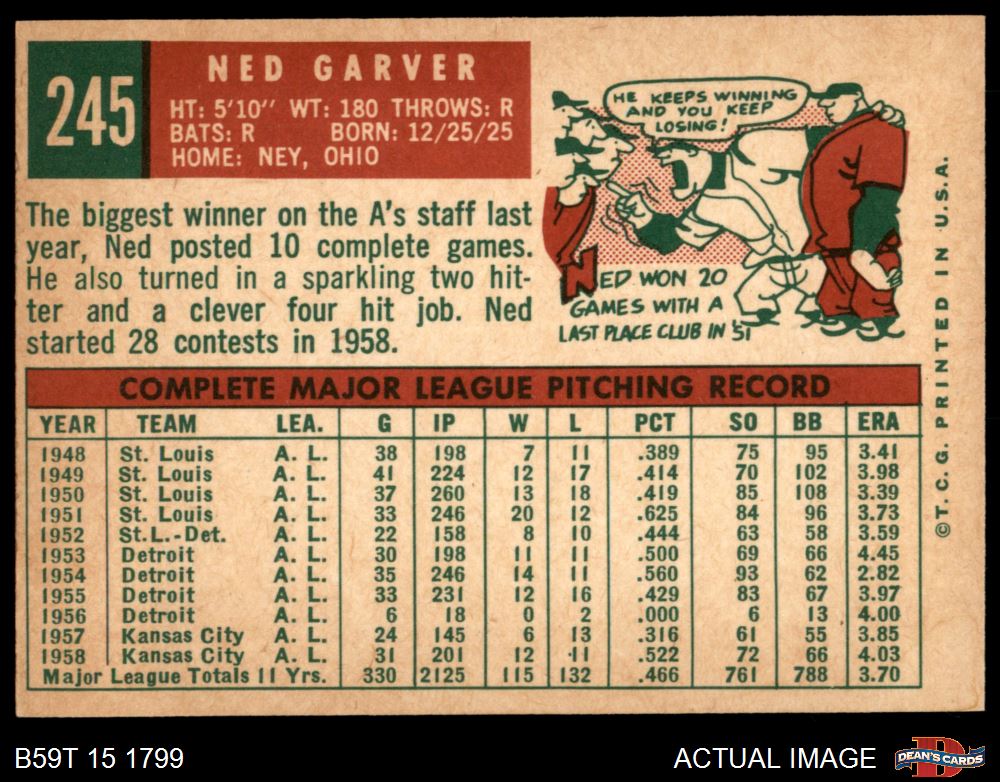 245
NED GARVER
HT: 5'10" WT: 180 THROWS: R
BATS: R BORN: 12/25/25
HOME: NEY, OHIO
The biggest winner on the A's staff last
year, Ned posted 10 complete games.
He also turned in a sparkling two hit-
ter and a clever four hit job. Ned
started 28 contests in 1958.
HE KEEPS WINNING
AND YOU KEEP
LOSING!
NED WON 20
GAMES WITH A
LAST PLACE CLUB IN '51
COMPLETE MAJOR LEAGUE PITCHING RECORD
YEAR TEAM LEA. G IP W L PCT SO BB ERA
1948 St. Louis A. L. 38 198 7 11 .389 75 95 3.41
1949 St. Louis A. L. 41 224 12 17 .414 70 102 3.98
1950 St. Louis A. L. 37 260 13 18 .419 85 108 3.39
1951 St. Louis A. L. 33 246 20 12 .625 84 96 3.73
1952 St.L.-Det. A. L. 22 158 8 10 .444 63 58 3.59
1953 Detroit A. L. 30 198 11 11 .500 69 66 4.45
1954 Detroit A. L. 35 246 14 11 .560 93 62 2.82
1955 Detroit A. L. 33 231 12 16 .429 83 67 3.97
1956 Detroit A. L. 6 18 0 2 .000 6 13 4.00
1957 Kansas City A. L. 24 145 6 13 .316 61 55 3.85
1958 Kansas City A. L. 31 201 12 11 .522 72 66 4.03
Major League Totals 11 Yrs. 330 2125 115 132 .466 761 788 3.70
©T. C. G. PRINTED IN U.S.A.
B59T 15 1799
ACTUAL IMAGE
D
DEAN'S CARDS